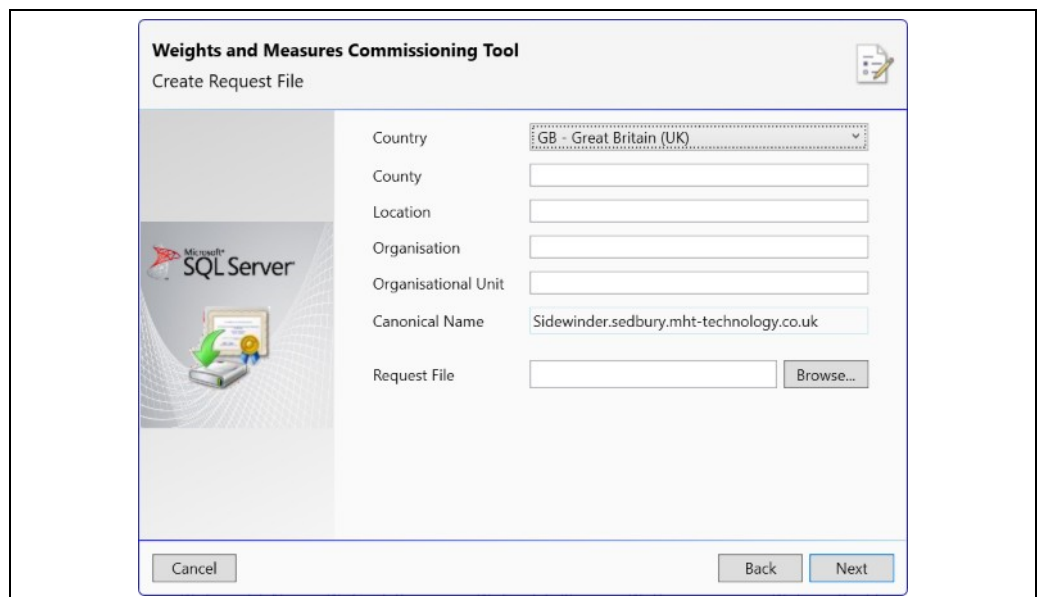 Weights and Measures Commissioning Tool
Create Request File
Country GB - Great Britain (UK)
County
Location
Organisation
Microsoft®
SQL Server
Organisational Unit
Canonical Name Sidewinder.sedbury.mht-technology.co.uk
Request File Browse...
Cancel Back Next